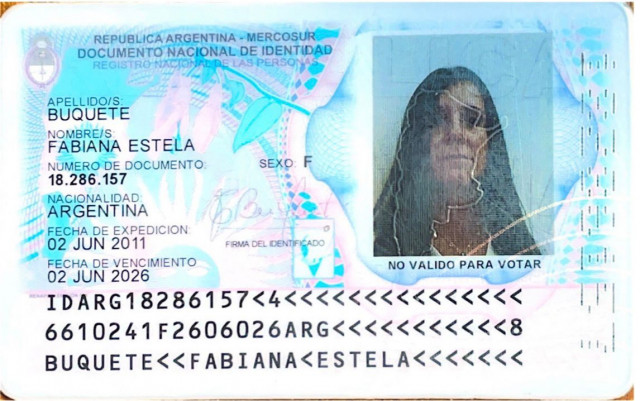 REPUBLICA ARGENTINA - MERCOSUR
DOCUMENTO NACIONAL DE IDENTIDAD
REGISTRO NACIONAL DE LAS PERSONAS
APELLIDO/S:
BUQUETE
NOMBRE/S:
FABIANA ESTELA
NUMERO DE DOCUMENTO: SEXO: F
18.286.157
NACIONALIDAD:
ARGENTINA
FECHA DE EXPEDICION:
02 JUN 2011
FIRMA DEL IDENTIFICADO
FECHA DE VENCIMIENTO
02 JUN 2026
NO VALIDO PARA VOTAR
IDARG18286157<4<<<<<<<<<<<<<<<
6610241F2606026ARG<<<<<<<<<<<8
BUQUETE<<FABIANA<ESTELA<<<<<<<